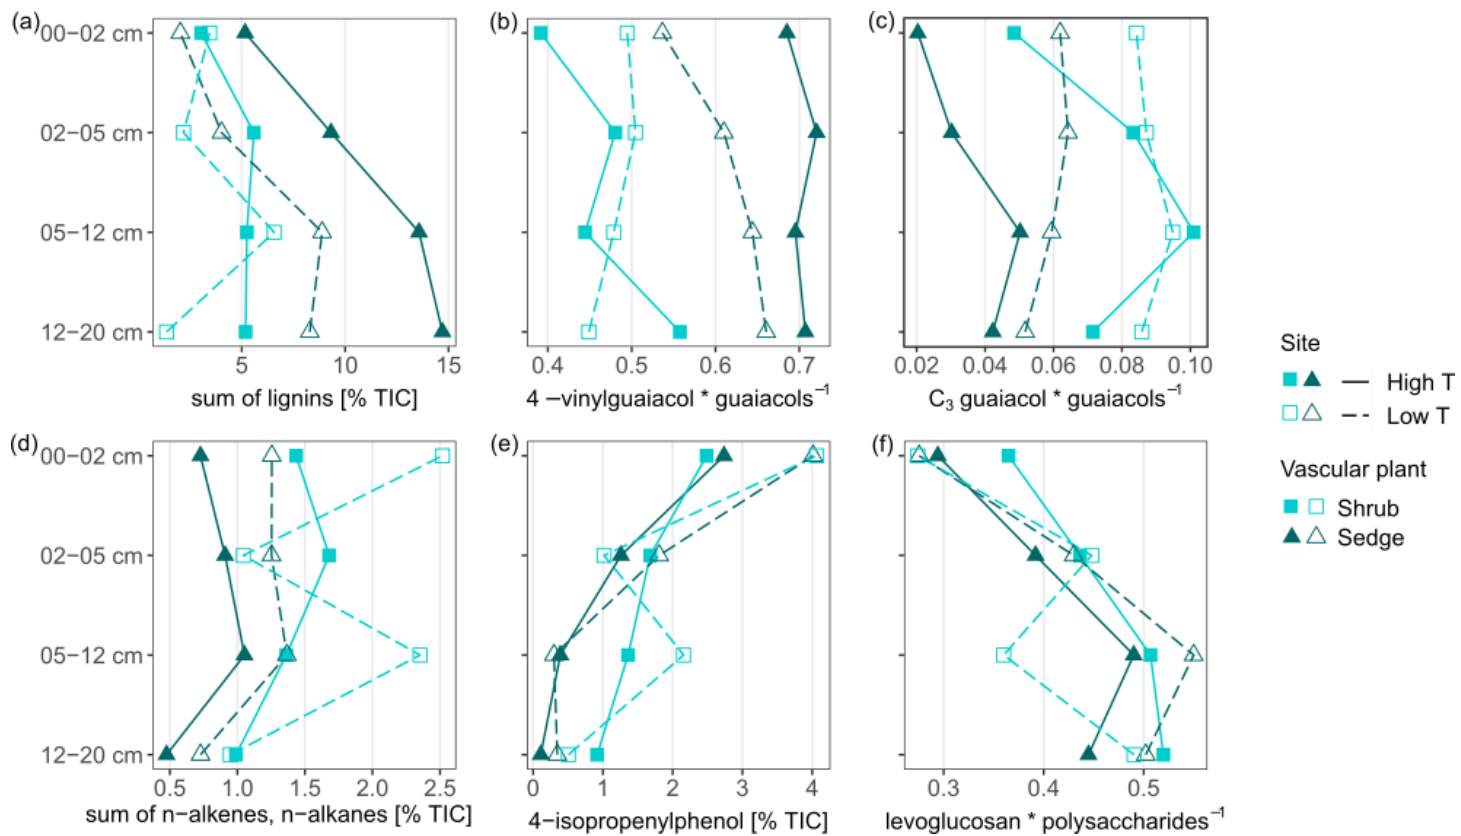 (a)
(b)
(c)
00−02 cm
02−05 cm
05−12 cm
12−20 cm
5 10 15
0.4 0.5 0.6 0.7
0.02 0.04 0.06 0.08 0.10
sum of lignins [% TIC]
4 −vinylguaiacol * guaiacols⁻¹
C₃ guaiacol * guaiacols⁻¹
Site
High T
Low T
Vascular plant
Shrub
Sedge
(d)
(e)
(f)
00−02 cm
02−05 cm
05−12 cm
12−20 cm
0.5 1.0 1.5 2.0 2.5
0 1 2 3 4
0.3 0.4 0.5
sum of n−alkenes, n−alkanes [% TIC]
4−isopropenylphenol [% TIC]
levoglucosan * polysaccharides⁻¹